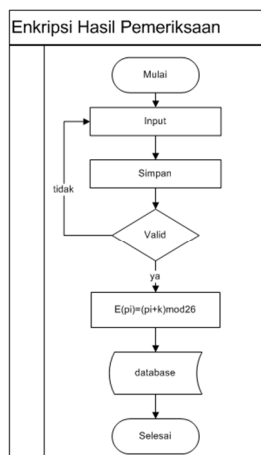 Enkripsi Hasil Pemeriksaan
Mulai
Input
Simpan
tidak
Valid
ya
E(pi)=(pi+k)mod26
database
Selesai